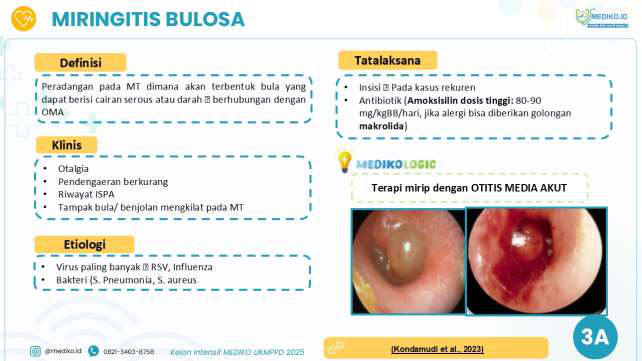 MIRINGITIS BULOSA
MEDIKO.ID
Definisi
Peradangan pada MT dimana akan terbentuk bula yang
dapat berisi cairan serous atau darah berhubungan dengan
OMA
Klinis
• Otalgia
• Pendengaeran berkurang
• Riwayat ISPA
• Tampak bula/ benjolan mengkilat pada MT
Etiologi
• Virus paling banyak RSV, Influenza
• Bakteri (S. Pneumonia, S. aureus
Tatalaksana
• Insisi Pada kasus rekuren
• Antibiotik (Amoksisilin dosis tinggi: 80-90
mg/kgBB/hari, jika alergi bisa diberikan golongan
makrolida)
MEDIKOLOGIC
Terapi mirip dengan OTITIS MEDIA AKUT
@mediko.id
0821-3403-8758
Kelon Intensif MEDIKO UKMPPD 2025
(Kondamudi et al., 2023)
3A